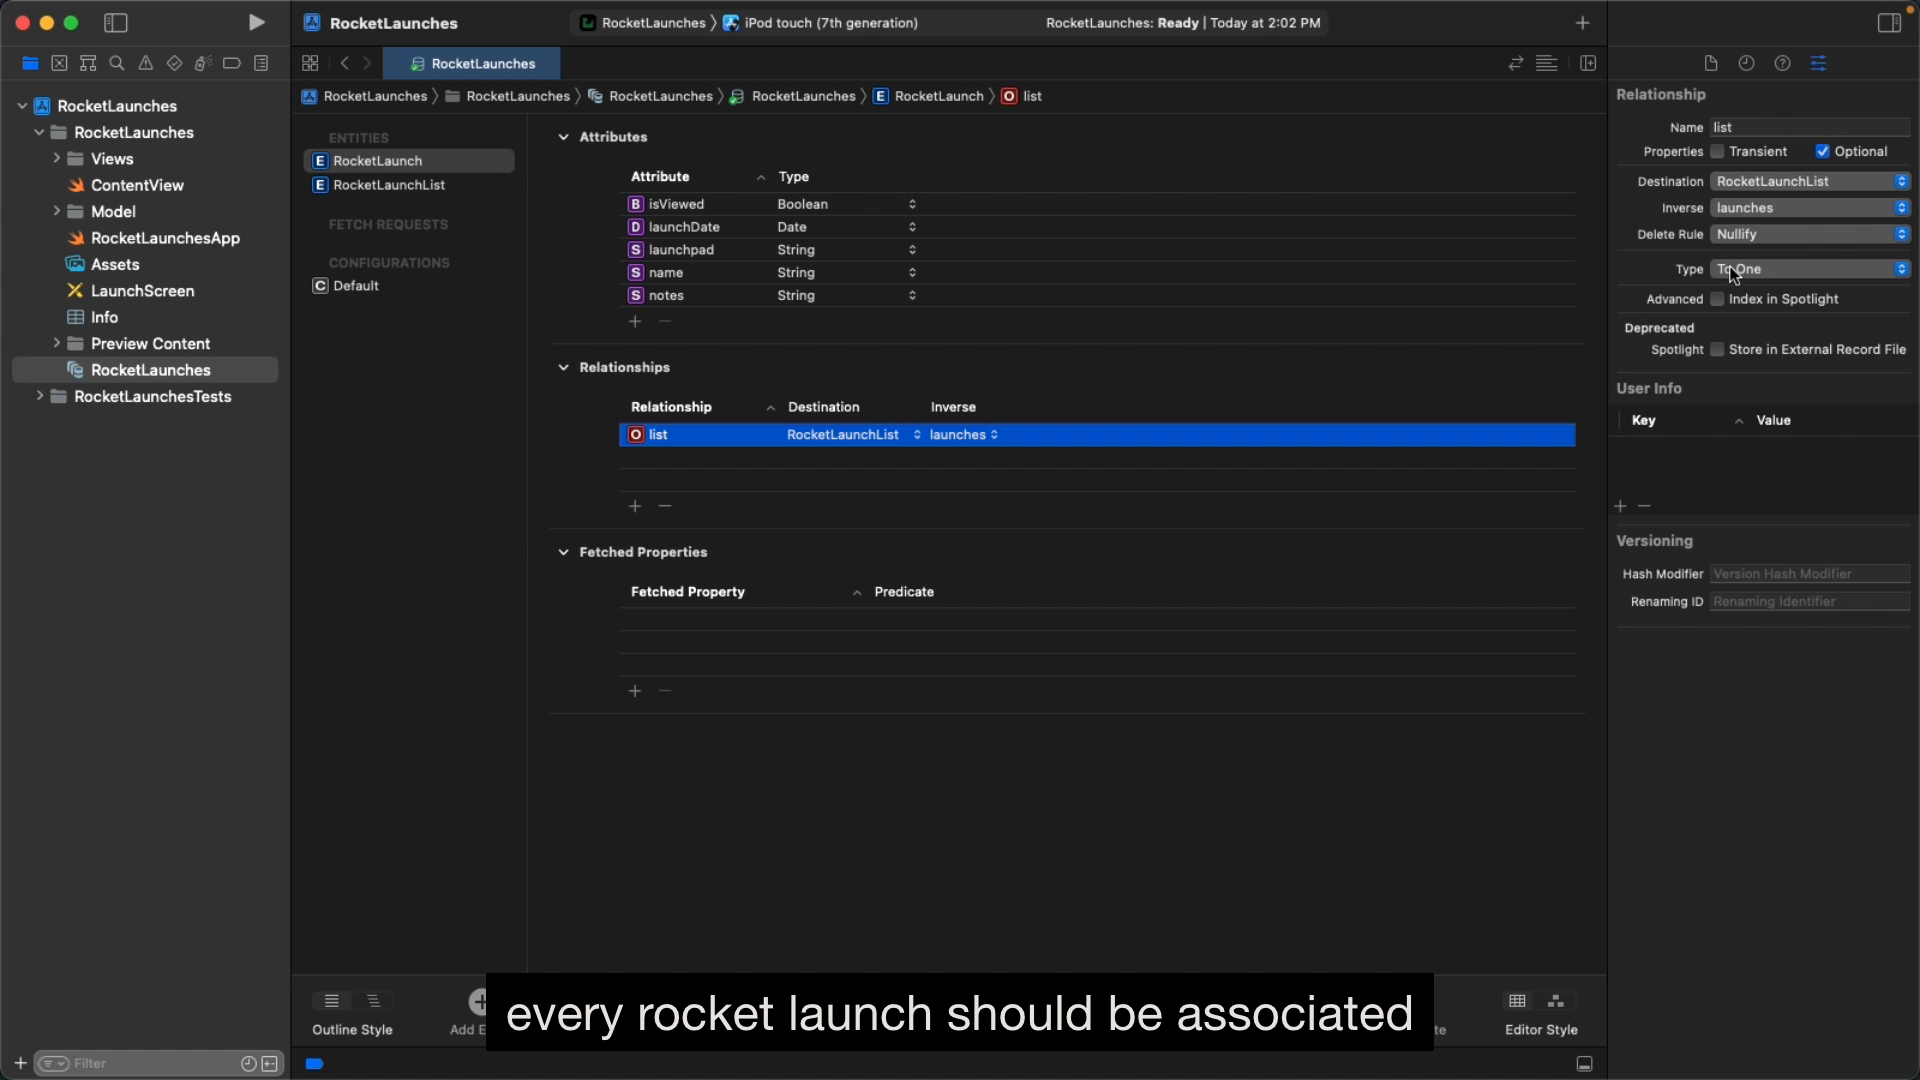 RocketLaunches
RocketLaunches 〉 iPod touch (7th generation)
RocketLaunches: Ready | Today at 2:02 PM
RocketLaunches
RocketLaunches 〉 RocketLaunches 〉 RocketLaunches 〉 RocketLaunches 〉 E RocketLaunch 〉 O list
RocketLaunches
RocketLaunches
Views
ContentView
Model
RocketLaunchesApp
Assets
LaunchScreen
Info
Preview Content
RocketLaunches
RocketLaunchesTests
Filter
ENTITIES
E RocketLaunch
E RocketLaunchList
FETCH REQUESTS
CONFIGURATIONS
C Default
Attributes
Attribute Type
B isViewed Boolean
D launchDate Date
S launchpad String
S name String
S notes String
Relationships
Relationship Destination Inverse
O list RocketLaunchList launches
Fetched Properties
Fetched Property Predicate
Outline Style
Add E
te
Editor Style
every rocket launch should be associated
Relationship
Name list
Properties Transient Optional
Destination RocketLaunchList
Inverse launches
Delete Rule Nullify
Type To One
Advanced Index in Spotlight
Deprecated
Spotlight Store in External Record File
User Info
Key Value
Versioning
Hash Modifier Version Hash Modifier
Renaming ID Renaming Identifier